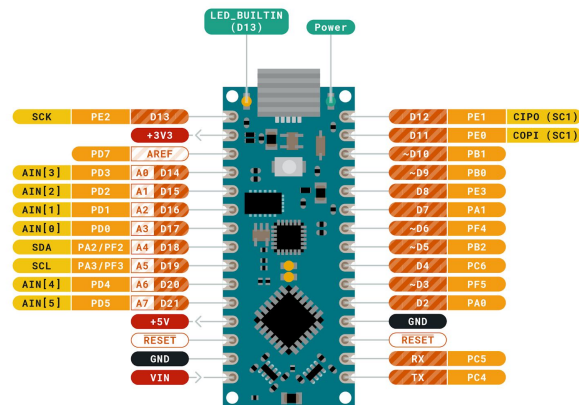 LED_BUILTIN
(D13)
Power
SCK PE2 D13
+3V3
PD7 AREF
AIN[3] PD3 A0 D14
AIN[2] PD2 A1 D15
AIN[1] PD1 A2 D16
AIN[0] PD0 A3 D17
SDA PA2/PF2 A4 D18
SCL PA3/PF3 A5 D19
AIN[4] PD4 A6 D20
AIN[5] PD5 A7 D21
+5V
RESET
GND
VIN
D12 PE1 CIPO (SC1)
D11 PE0 COPI (SC1)
~D10 PB1
~D9 PB0
D8 PE3
D7 PA1
~D6 PF4
~D5 PB2
D4 PC6
~D3 PF5
D2 PA0
GND
RESET
RX PC5
TX PC4